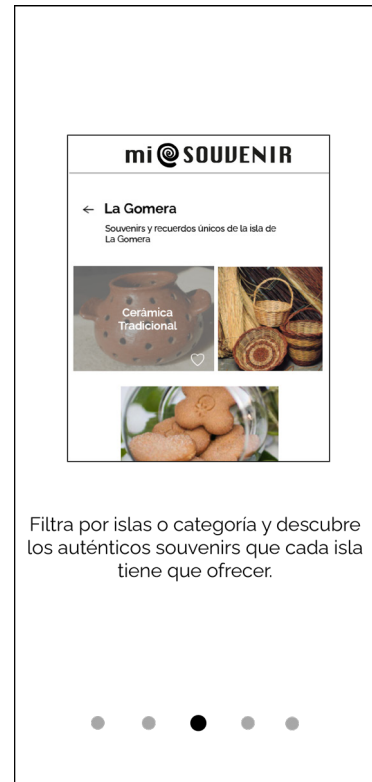 mi SOUVENIR
← La Gomera
Souvenirs y recuerdos únicos de la isla de
La Gomera
Cerámica
Tradicional
Filtra por islas o categoría y descubre
los auténticos souvenirs que cada isla
tiene que ofrecer.